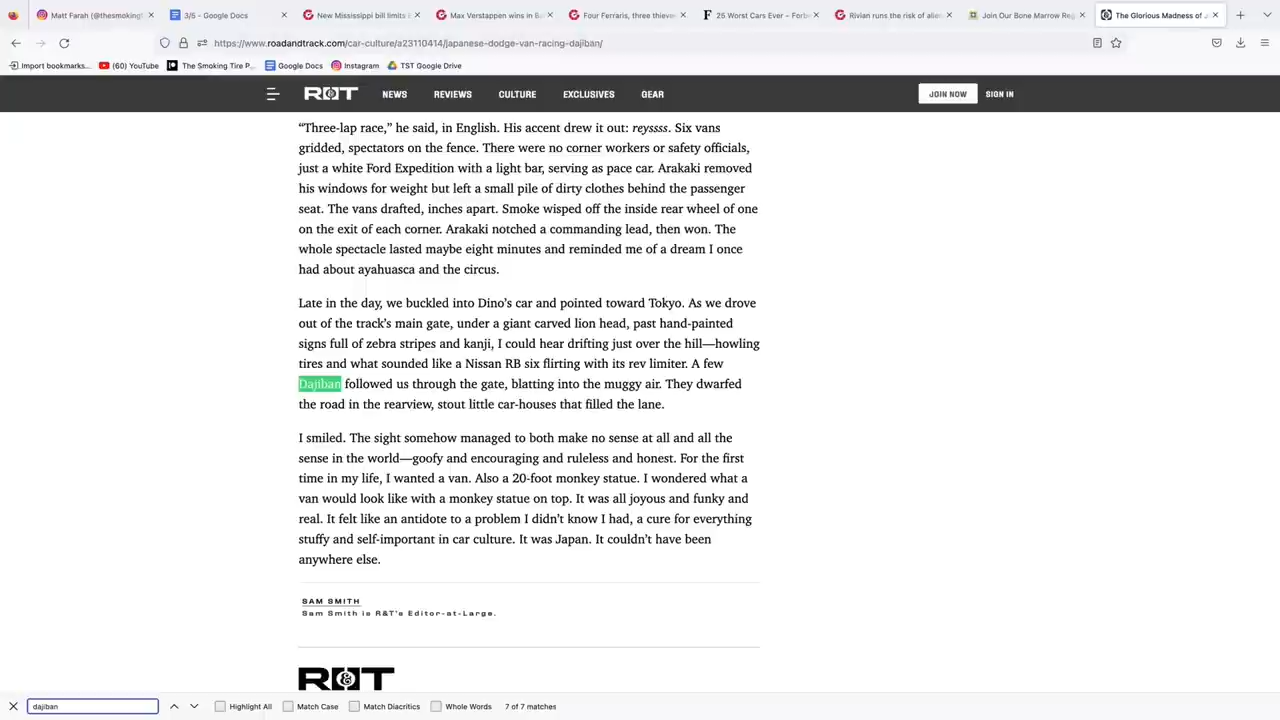 Matt Farah (@thesmokingt
3/5 - Google Docs
New Mississippi bill limits E
Max Verstappen wins in Ba
Four Ferraris, three thieve
25 Worst Cars Ever – Forb
Rivian runs the risk of alien
Join Our Bone Marrow Reg
The Glorious Madness of J
https://www.roadandtrack.com/car-culture/a23110414/japanese-dodge-van-racing-dajiban/
Import bookmarks...
(60) YouTube
The Smoking Tire P...
Google Docs
Instagram
TST Google Drive
R&T
NEWS
REVIEWS
CULTURE
EXCLUSIVES
GEAR
JOIN NOW
SIGN IN
“Three-lap race,” he said, in English. His accent drew it out: reyssss. Six vans
gridded, spectators on the fence. There were no corner workers or safety officials,
just a white Ford Expedition with a light bar, serving as pace car. Arakaki removed
his windows for weight but left a small pile of dirty clothes behind the passenger
seat. The vans drafted, inches apart. Smoke wisped off the inside rear wheel of one
on the exit of each corner. Arakaki notched a commanding lead, then won. The
whole spectacle lasted maybe eight minutes and reminded me of a dream I once
had about ayahuasca and the circus.
Late in the day, we buckled into Dino’s car and pointed toward Tokyo. As we drove
out of the track’s main gate, under a giant carved lion head, past hand-painted
signs full of zebra stripes and kanji, I could hear drifting just over the hill—howling
tires and what sounded like a Nissan RB six flirting with its rev limiter. A few
Dajiban followed us through the gate, blatting into the muggy air. They dwarfed
the road in the rearview, stout little car-houses that filled the lane.
I smiled. The sight somehow managed to both make no sense at all and all the
sense in the world—goofy and encouraging and ruleless and honest. For the first
time in my life, I wanted a van. Also a 20-foot monkey statue. I wondered what a
van would look like with a monkey statue on top. It was all joyous and funky and
real. It felt like an antidote to a problem I didn’t know I had, a cure for everything
stuffy and self-important in car culture. It was Japan. It couldn’t have been
anywhere else.
SAM SMITH
Sam Smith is R&T's Editor-at-Large.
R&T
dajiban
Highlight All
Match Case
Match Diacritics
Whole Words
7 of 7 matches